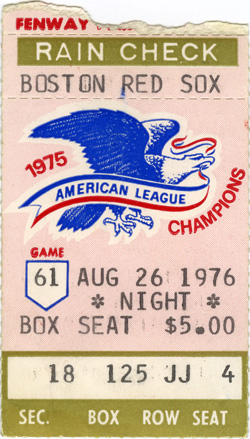 FENWAY
RAIN CHECK
BOSTON RED SOX
1975
AMERICAN LEAGUE
CHAMPIONS
GAME
61 AUG 26 1976
* NIGHT *
BOX SEAT $5.00
18 125 JJ 4
SEC. BOX ROW SEAT